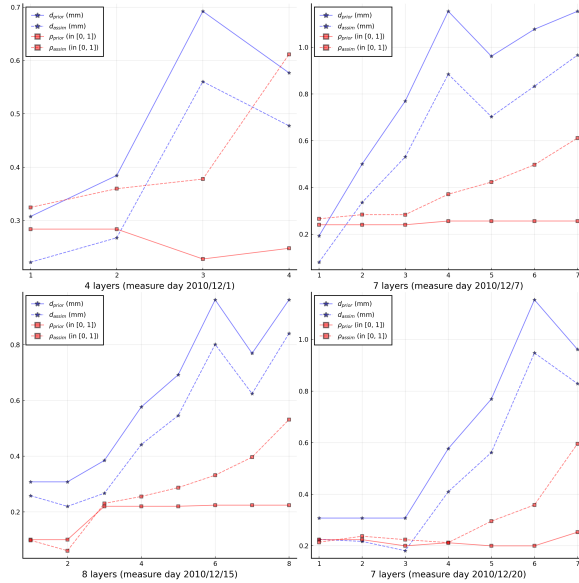 0.7
0.6
0.5
0.4
0.3
d_prior (mm)
d_assim (mm)
ρ_prior (in [0, 1])
ρ_assim (in [0, 1])
1 2 3 4
4 layers (measure day 2010/12/1)
1.0
0.8
0.6
0.4
0.2
d_prior (mm)
d_assim (mm)
ρ_prior (in [0, 1])
ρ_assim (in [0, 1])
1 2 3 4 5 6 7
7 layers (measure day 2010/12/7)
0.8
0.6
0.4
0.2
d_prior (mm)
d_assim (mm)
ρ_prior (in [0, 1])
ρ_assim (in [0, 1])
2 4 6 8
8 layers (measure day 2010/12/15)
1.0
0.8
0.6
0.4
0.2
d_prior (mm)
d_assim (mm)
ρ_prior (in [0, 1])
ρ_assim (in [0, 1])
1 2 3 4 5 6 7
7 layers (measure day 2010/12/20)